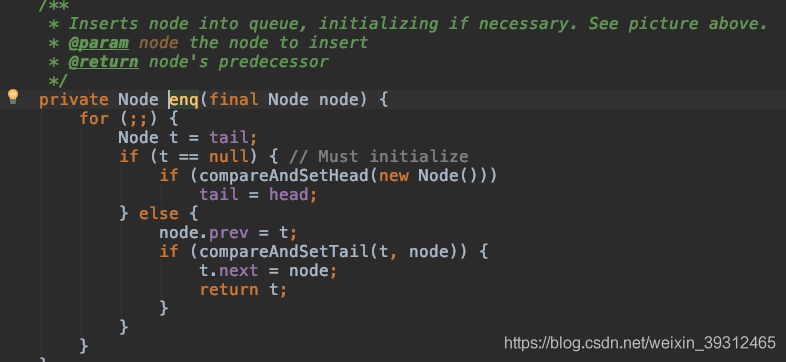 /**
 * Inserts node into queue, initializing if necessary. See picture above.
 * @param node the node to insert
 * @return node's predecessor
 */
private Node enq(final Node node) {
    for (;;) {
        Node t = tail;
        if (t == null) { // Must initialize
            if (compareAndSetHead(new Node()))
                tail = head;
        } else {
            node.prev = t;
            if (compareAndSetTail(t, node)) {
                t.next = node;
                return t;
            }
        }
    }
}
https://blog.csdn.net/weixin_39312465